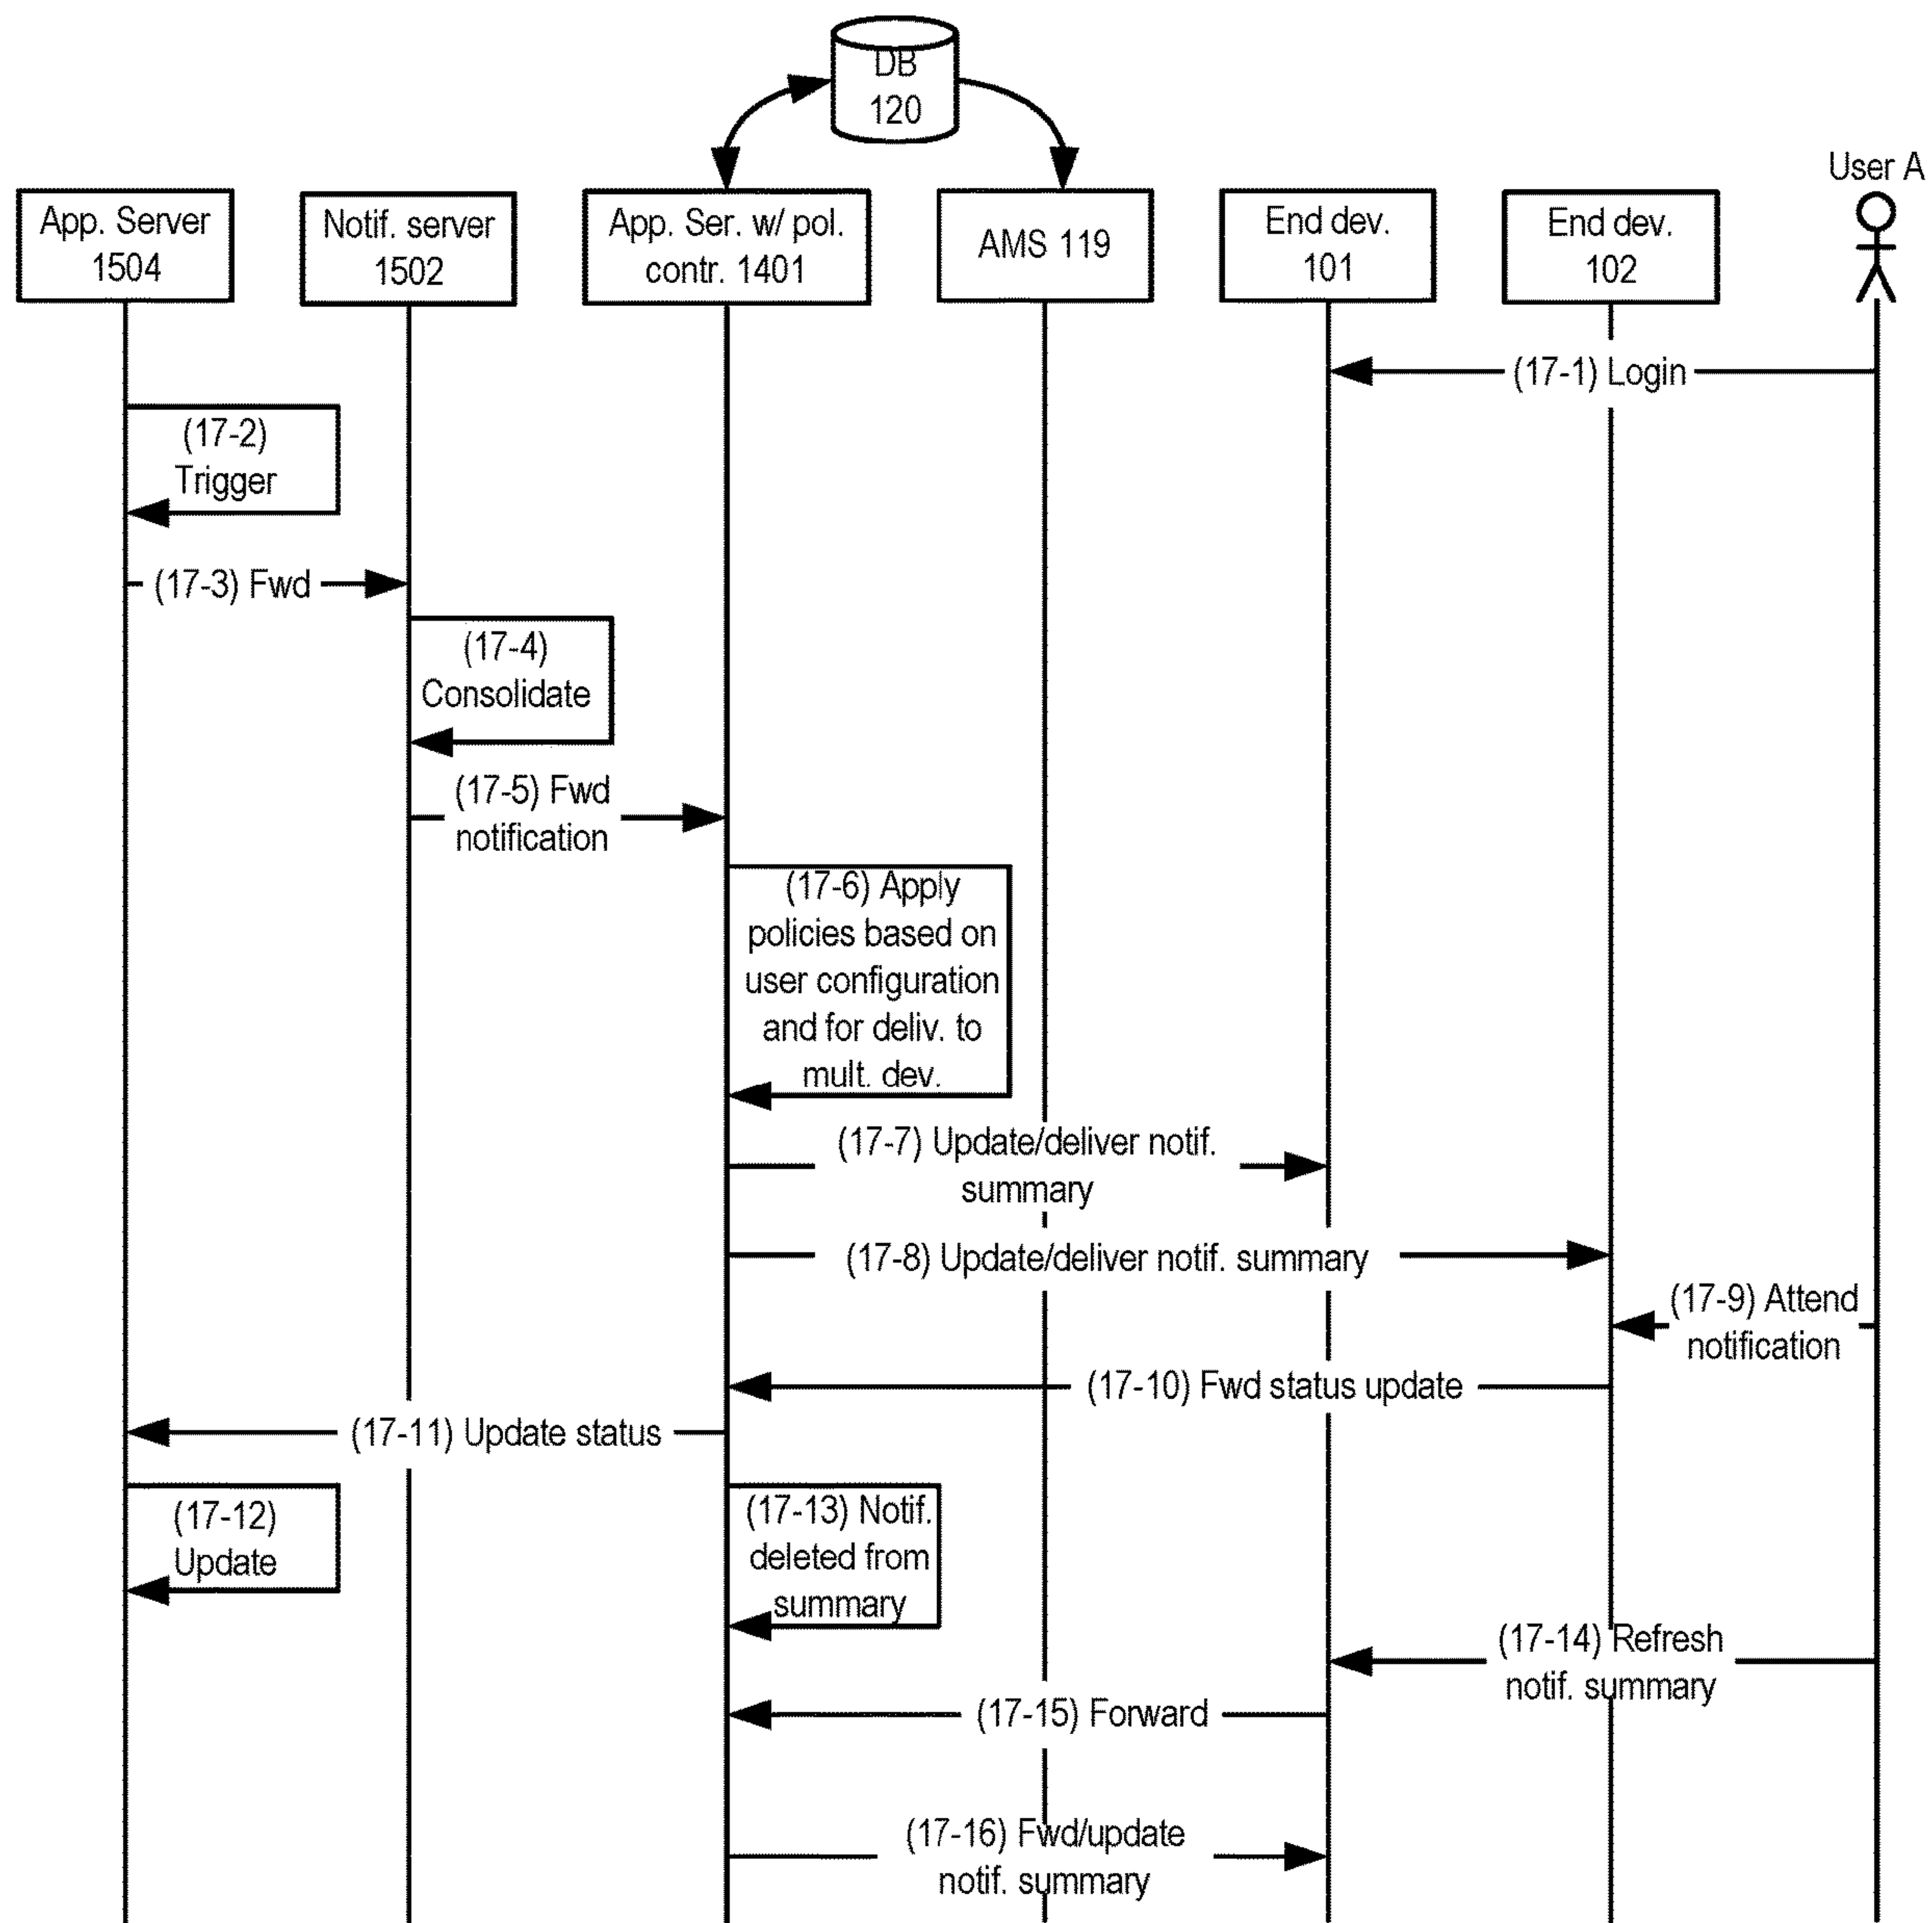 DB
120
User A
App. Server
1504
Notif. server
1502
App. Ser. w/ pol.
contr. 1401
AMS 119
End dev.
101
End dev.
102
(17-1) Login
(17-2)
Trigger
(17-3) Fwd
(17-4)
Consolidate
(17-5) Fwd
notification
(17-6) Apply
policies based on
user configuration
and for deliv. to
mult. dev.
(17-7) Update/deliver notif.
summary
(17-8) Update/deliver notif. summary
(17-9) Attend
notification
(17-10) Fwd status update
(17-11) Update status
(17-12)
Update
(17-13) Notif.
deleted from
summary
(17-14) Refresh
notif. summary
(17-15) Forward
(17-16) Fwd/update
notif. summary